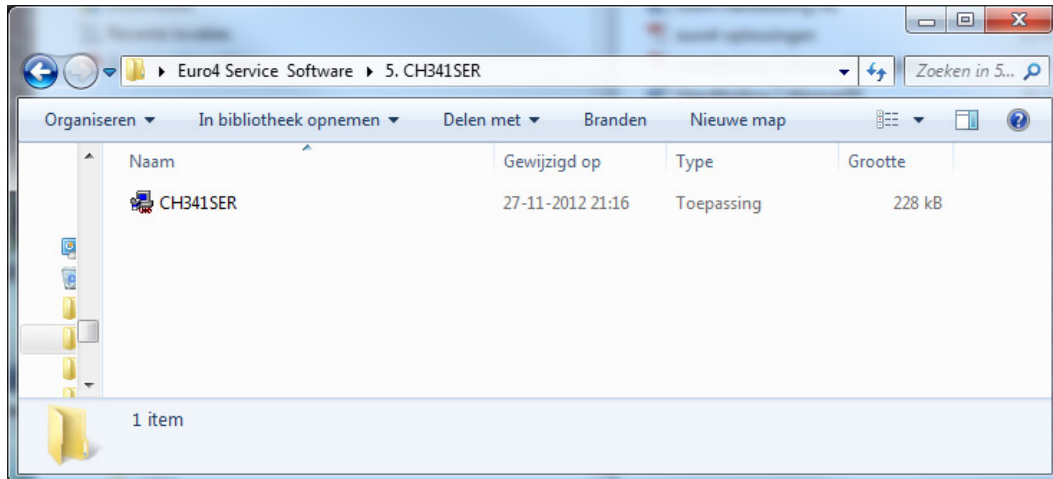 Euro4 Service Software ▸ 5. CH341SER
Zoeken in 5...
Organiseren
In bibliotheek opnemen
Delen met
Branden
Nieuwe map
Naam
Gewijzigd op
Type
Grootte
CH341SER
27-11-2012 21:16
Toepassing
228 kB
1 item